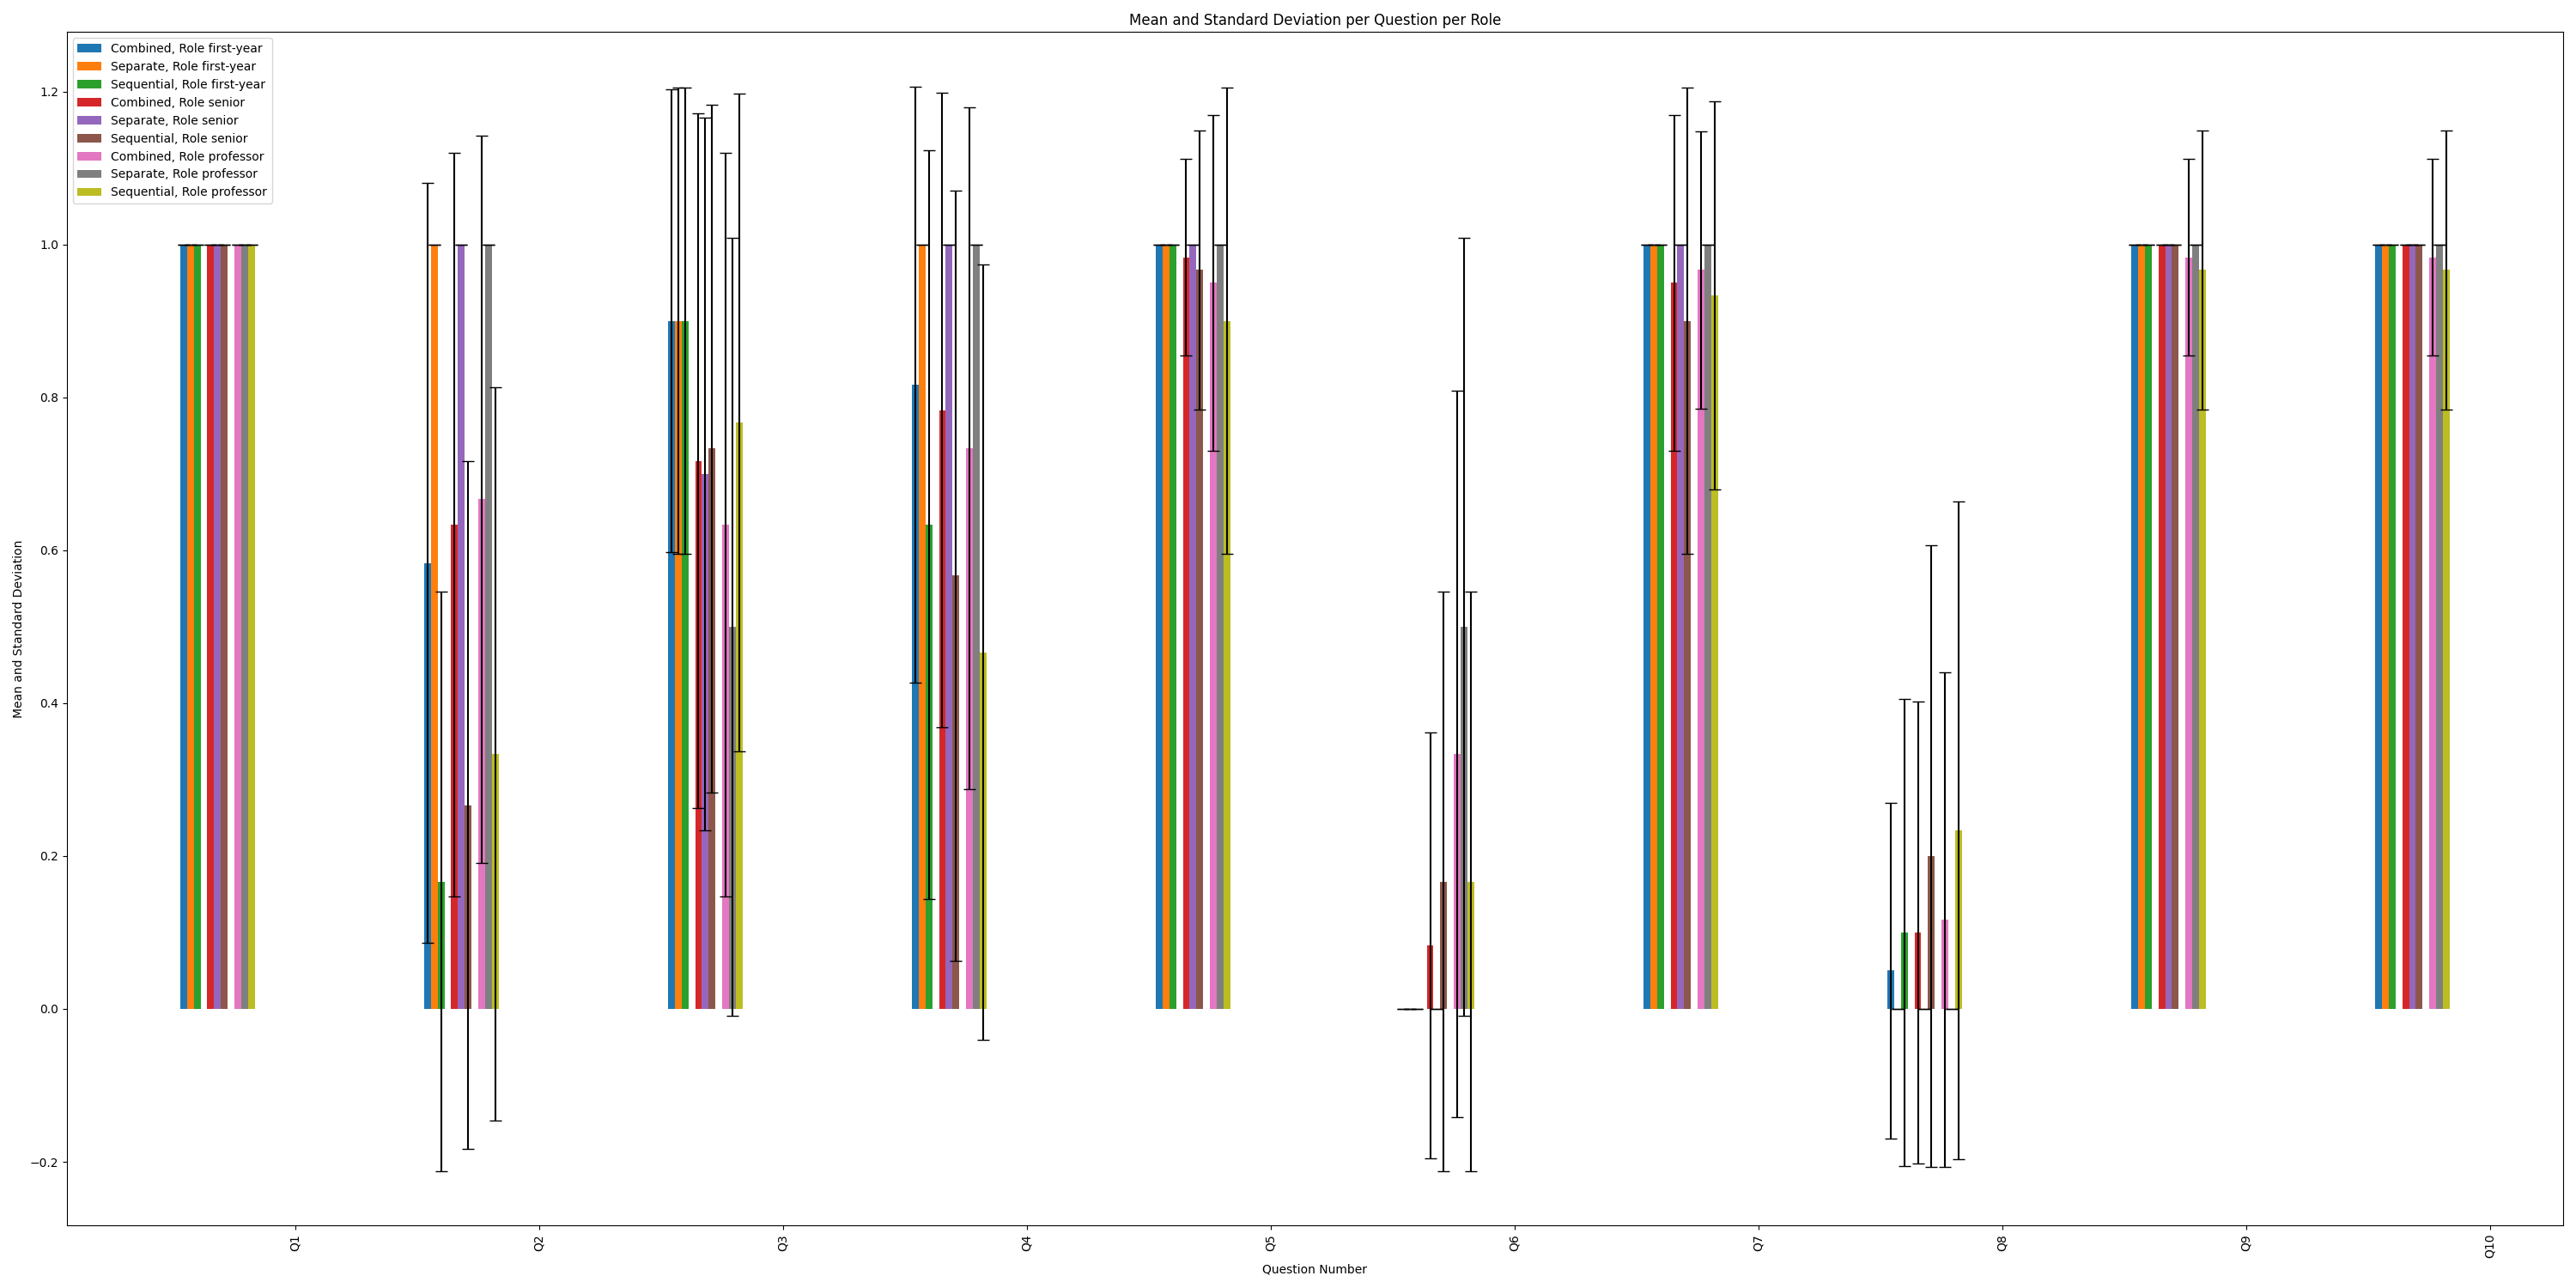 Mean and Standard Deviation per Question per Role
Combined, Role first-year
Separate, Role first-year
Sequential, Role first-year
Combined, Role senior
Separate, Role senior
Sequential, Role senior
Combined, Role professor
Separate, Role professor
Sequential, Role professor
Mean and Standard Deviation
1.2
1.0
0.8
0.6
0.4
0.2
0.0
−0.2
Q1
Q2
Q3
Q4
Q5
Q6
Q7
Q8
Q9
Q10
Question Number